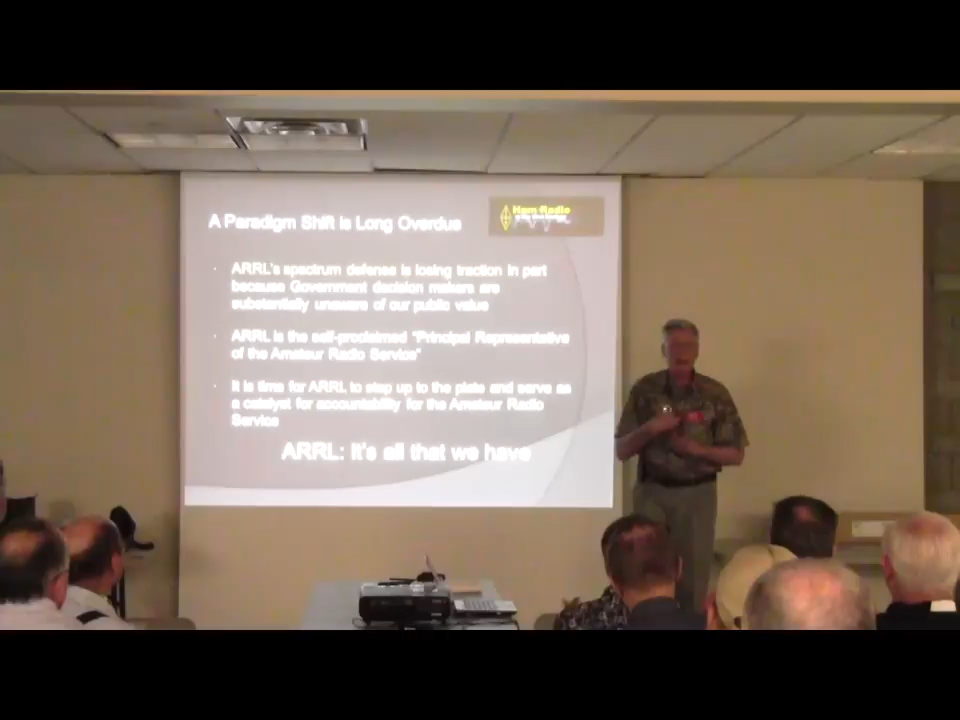 A Paradigm Shift is Long Overdue
Ham Radio
· ARRL's spectrum defense is losing traction in part
because Government decision makers are
substantially unaware of our public value
· ARRL is the self-proclaimed "Principal Representative
of the Amateur Radio Service"
· It is time for ARRL to step up to the plate and serve as
a catalyst for accountability for the Amateur Radio
Service
ARRL: it's all that we have